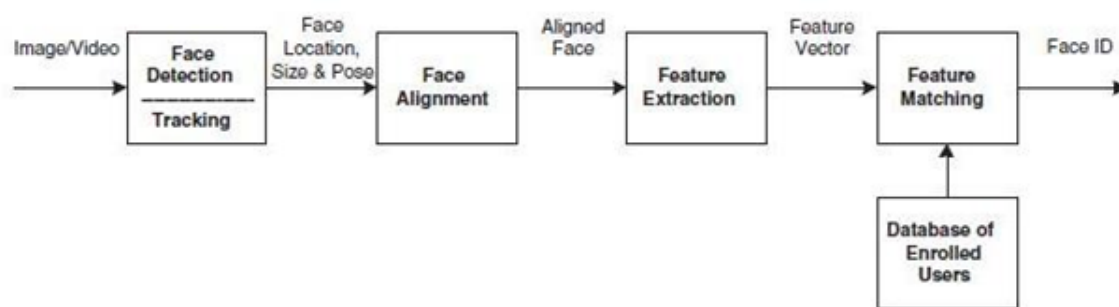 Image/Video
Face
Detection
Tracking
Face
Location,
Size & Pose
Face
Alignment
Aligned
Face
Feature
Extraction
Feature
Vector
Feature
Matching
Face ID
Database of
Enrolled
Users